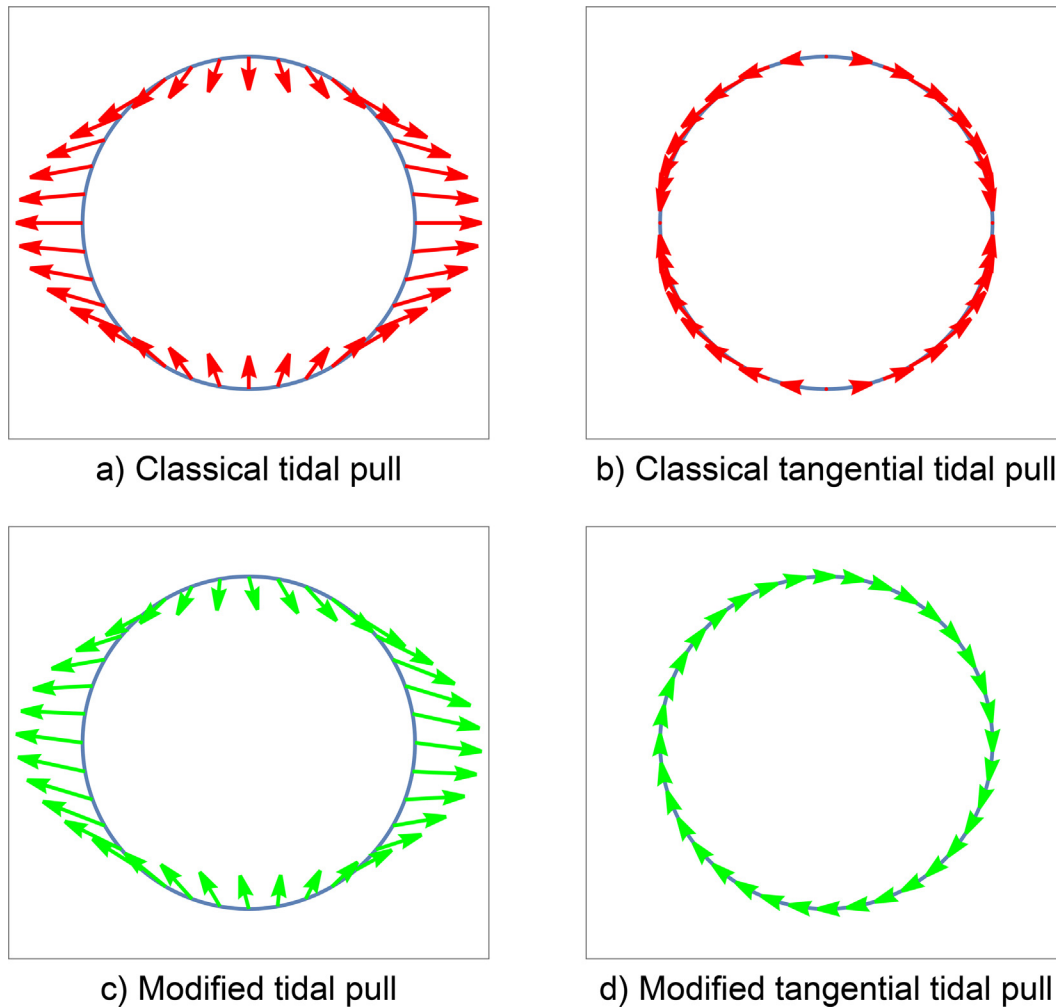 a) Classical tidal pull
b) Classical tangential tidal pull
c) Modified tidal pull
d) Modified tangential tidal pull